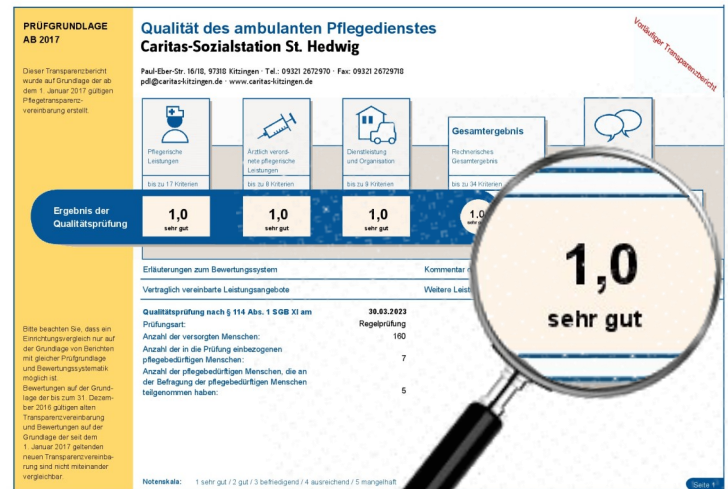 PRÜFGRUNDLAGE
AB 2017
Dieser Transparenzbericht
wurde auf Grundlage der ab
dem 1. Januar 2017 gültigen
Pflegetransparenz-
vereinbarung erstellt.
Bitte beachten Sie, dass ein
Einrichtungsvergleich nur auf
der Grundlage von Berichten
mit gleicher Prüfgrundlage
und Bewertungssystematik
möglich ist.
Bewertungen auf der Grund-
lage der bis zum 31. Dezem-
ber 2016 gültigen alten
Transparenzvereinbarung
und Bewertungen auf der
Grundlage der seit dem
1. Januar 2017 geltenden
neuen Transparenzvereinba-
rung sind nicht miteinander
vergleichbar.
Qualität des ambulanten Pflegedienstes
Caritas-Sozialstation St. Hedwig
Vorläufiger Transparenzbericht
Paul-Eber-Str. 16/18, 97318 Kitzingen · Tel.: 09321 2672970 · Fax: 09321 26729718
pdl@caritas-kitzingen.de · www.caritas-kitzingen.de
Pflegerische
Leistungen
bis zu 17 Kriterien
Ärztlich verord-
nete pflegerische
Leistungen
bis zu 8 Kriterien
Dienstleistung
und Organisation
bis zu 9 Kriterien
Gesamtergebnis
Rechnerisches
Gesamtergebnis
bis zu 34 Kriterien
Ergebnis der
Qualitätsprüfung
1,0
sehr gut
1,0
sehr gut
1,0
sehr gut
1,0
sehr
1,0
sehr gut
Erläuterungen zum Bewertungssystem
Kommentar
Vertraglich vereinbarte Leistungsangebote
Weitere
Qualitätsprüfung nach § 114 Abs. 1 SGB XI am 30.03.2023
Prüfungsart: Regelprüfung
Anzahl der versorgten Menschen: 160
Anzahl der in die Prüfung einbezogenen
pflegebedürftigen Menschen: 7
Anzahl der pflegebedürftigen Menschen, die an
der Befragung der pflegebedürftigen Menschen
teilgenommen haben: 5
Notenskala: 1 sehr gut / 2 gut / 3 befriedigend / 4 ausreichend / 5 mangelhaft
Seite 1